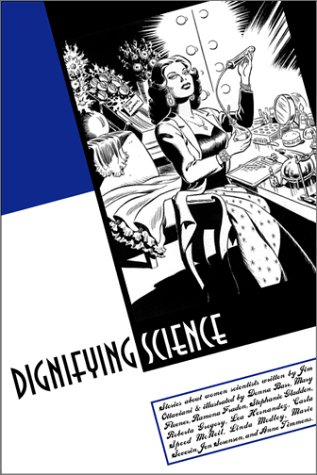 DIGNIFYING SCIENCE
Stories about women scientists written by Jim
Ottaviani & illustrated by Donna Barr, Mary
Fleener, Ramona Fradon, Stephanie Gladden,
Roberta Gregory, Lea Hernandez, Carla
Speed McNeil, Linda Medley, Marie
Severin, Jen Sorensen, and Anne Timmons.